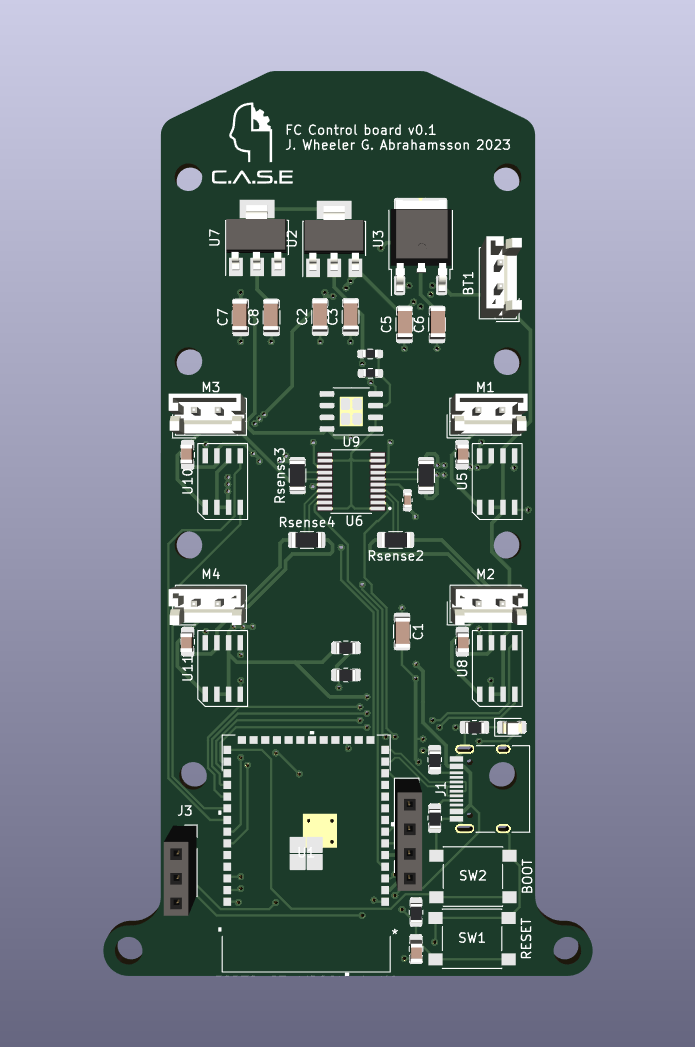 FC Control board v0.1
J. Wheeler G. Abrahamsson 2023
C.A.S.E
U7
U2
U3
BT1
C7
C8
C2
C3
C5
C6
M3
M1
U9
U10
Rsense3
U5
U6
Rsense4
Rsense2
M4
M2
C1
U11
U8
J1
J3
U1
SW2
BOOT
SW1
RESET
*